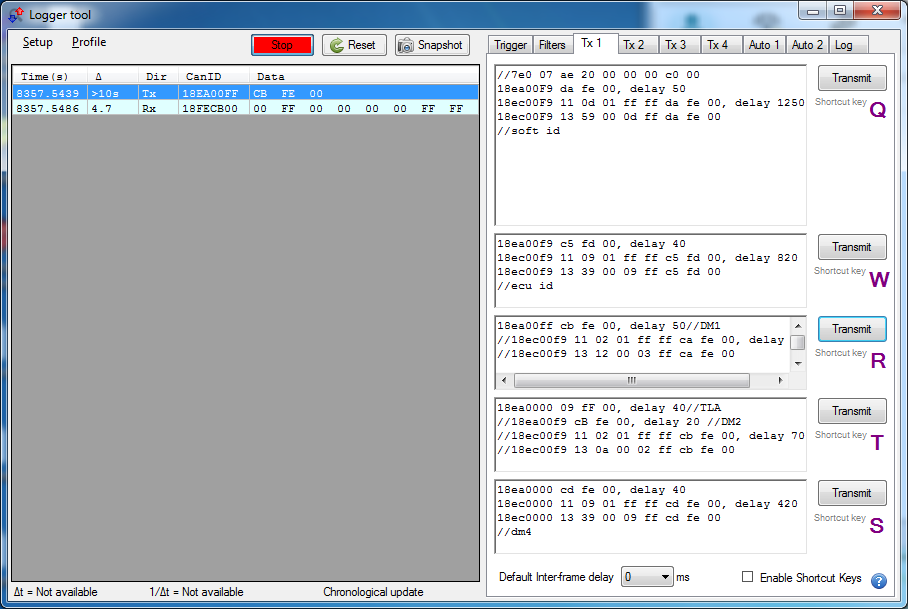 Logger tool
Setup Profile Stop Reset Snapshot
Time(s) Δ Dir CanID Data
8357.5439 >10s Tx 18EA00FF CB FE 00
8357.5486 4.7 Rx 18FECB00 00 FF 00 00 00 00 FF FF
Δt = Not available 1/Δt = Not available Chronological update
Trigger Filters Tx 1 Tx 2 Tx 3 Tx 4 Auto 1 Auto 2 Log
//7e0 07 ae 20 00 00 00 c0 00
18ea00F9 da fe 00, delay 50
18ec00F9 11 0d 01 ff ff da fe 00, delay 1250
18ec00F9 13 59 00 0d ff da fe 00
//soft id
Transmit
Shortcut key Q
18ea00f9 c5 fd 00, delay 40
18ec00f9 11 09 01 ff ff c5 fd 00, delay 820
18ec00f9 13 39 00 09 ff c5 fd 00
//ecu id
Transmit
Shortcut key W
18ea00ff cb fe 00, delay 50//DM1
//18ec00f9 11 02 01 ff ff ca fe 00, delay
//18ec00f9 13 12 00 03 ff ca fe 00
Transmit
Shortcut key R
18ea0000 09 fF 00, delay 40//TLA
//18ea00f9 cB fe 00, delay 20 //DM2
//18ec00f9 11 02 01 ff ff cb fe 00, delay 70
//18ec00f9 13 0a 00 02 ff cb fe 00
Transmit
Shortcut key T
18ea0000 cd fe 00, delay 40
18ec0000 11 09 01 ff ff cd fe 00, delay 420
18ec0000 13 39 00 09 ff cd fe 00
//dm4
Transmit
Shortcut key S
Default Inter-frame delay 0 ms Enable Shortcut Keys ?